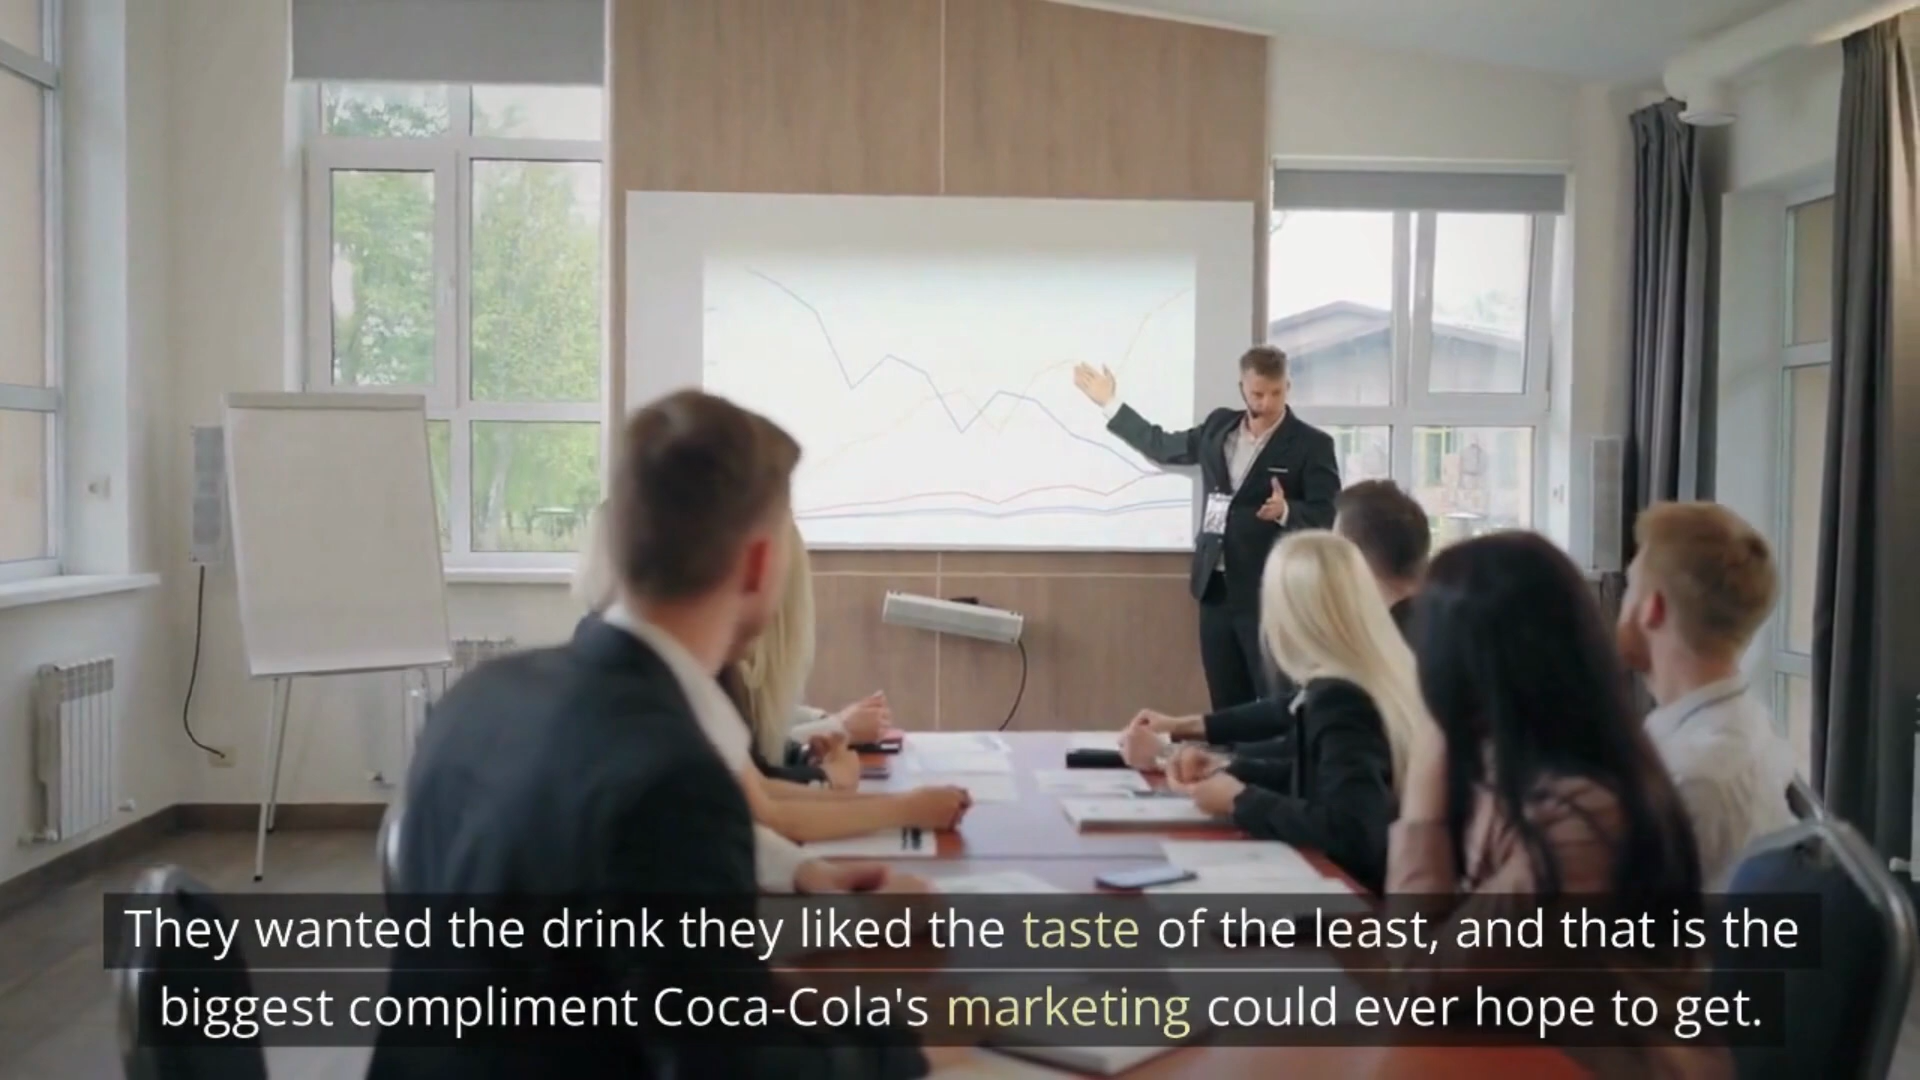 They wanted the drink they liked the taste of the least, and that is the
biggest compliment Coca-Cola's marketing could ever hope to get.